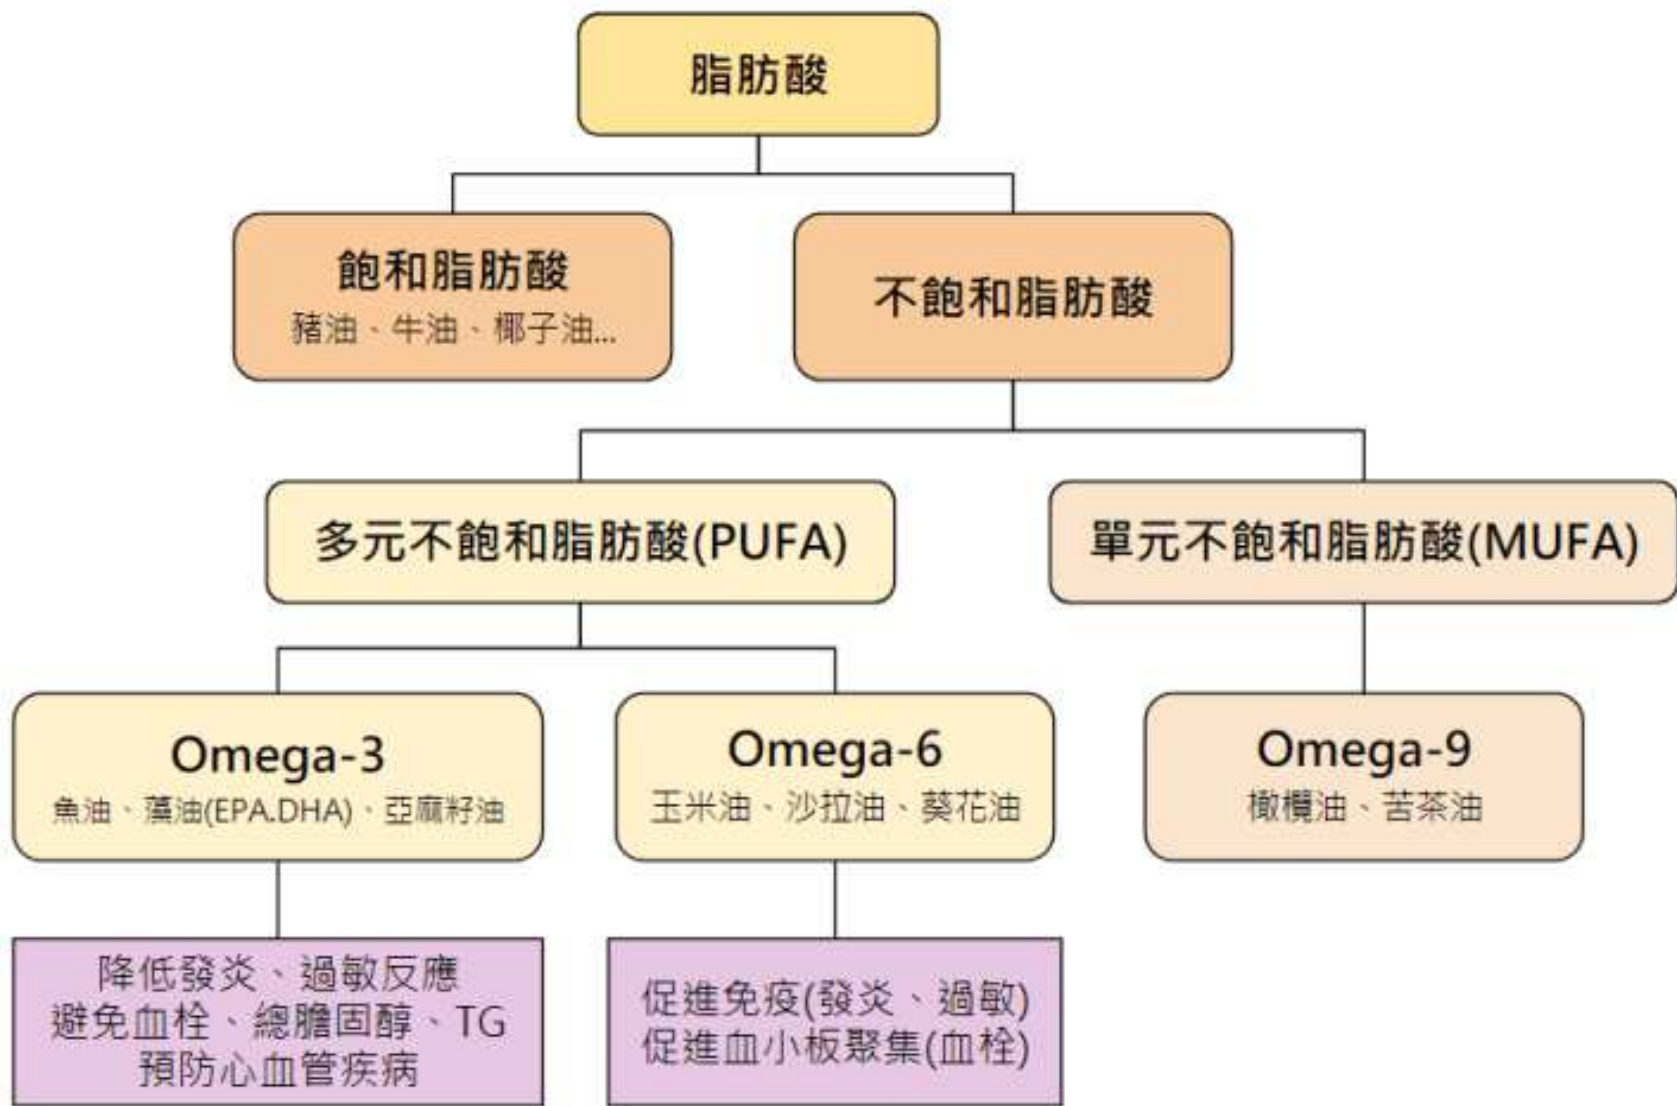 脂肪酸
飽和脂肪酸
豬油、牛油、椰子油...
不飽和脂肪酸
多元不飽和脂肪酸(PUFA)
單元不飽和脂肪酸(MUFA)
Omega-3
魚油、藻油(EPA.DHA)、亞麻籽油
Omega-6
玉米油、沙拉油、葵花油
Omega-9
橄欖油、苦茶油
降低發炎、過敏反應
避免血栓、總膽固醇、TG
預防心血管疾病
促進免疫(發炎、過敏)
促進血小板聚集(血栓)